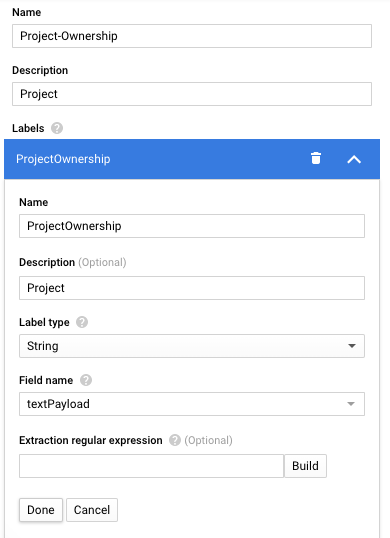 Name
Project-Ownership
Description
Project
Labels ?
ProjectOwnership
Name
ProjectOwnership
Description (Optional)
Project
Label type ?
String
Field name ?
textPayload
Extraction regular expression ? (Optional)
Build
Done Cancel